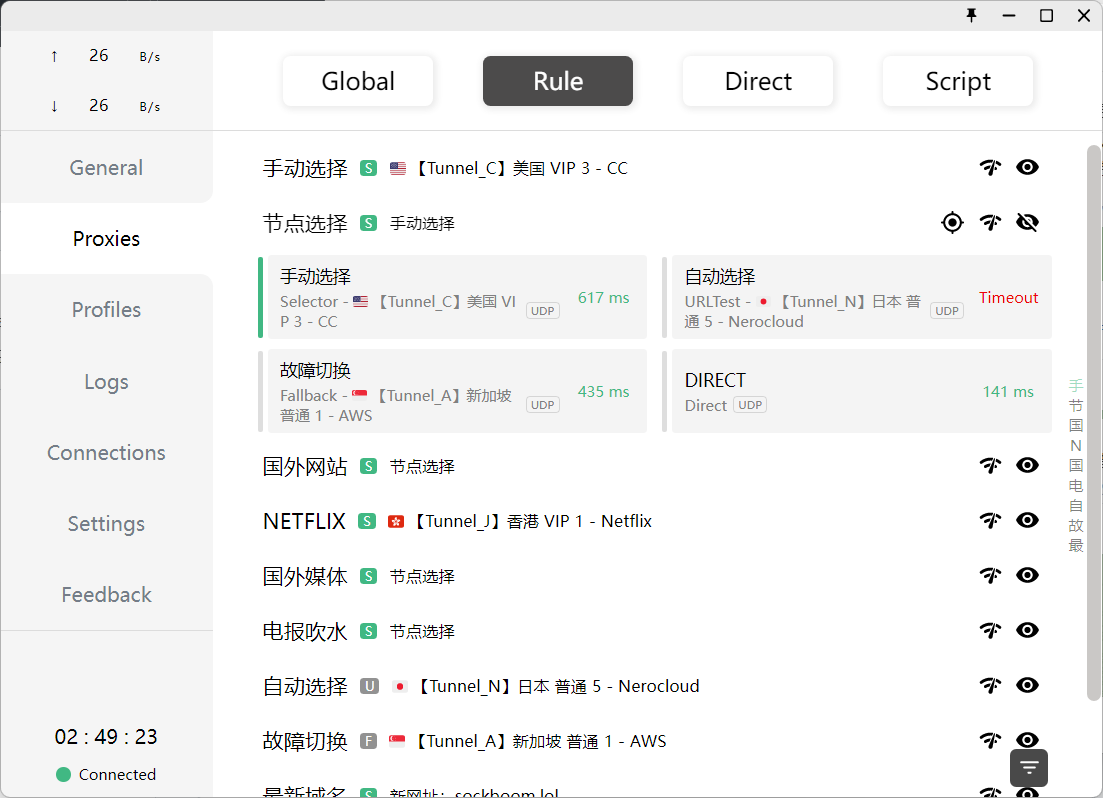 ↑ 26 B/s
↓ 26 B/s
General
Proxies
Profiles
Logs
Connections
Settings
Feedback
02 : 49 : 23
Connected
Global Rule Direct Script
手动选择 S 【Tunnel_C】美国 VIP 3 - CC
节点选择 S 手动选择
手动选择
Selector - 【Tunnel_C】美国 VI
P 3 - CC
UDP
617 ms
自动选择
URLTest - 【Tunnel_N】日本 普
通 5 - Nerocloud
UDP
Timeout
故障切换
Fallback - 【Tunnel_A】新加坡
普通 1 - AWS
UDP
435 ms
DIRECT
Direct UDP
141 ms
国外网站 S 节点选择
NETFLIX S 【Tunnel_J】香港 VIP 1 - Netflix
国外媒体 S 节点选择
电报吹水 S 节点选择
自动选择 U 【Tunnel_N】日本 普通 5 - Nerocloud
故障切换 F 【Tunnel_A】新加坡 普通 1 - AWS
最新域名 S 新网址：sockboom.lol
手
节
国
N
国
电
自
故
最